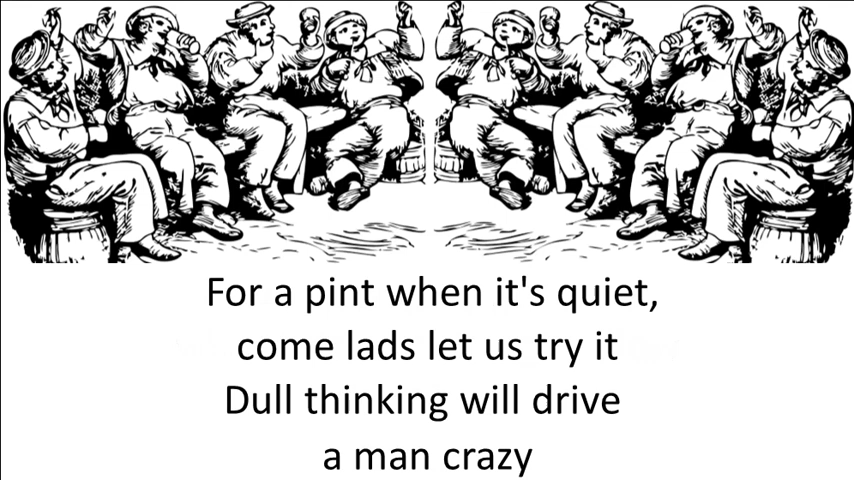 For a pint when it's quiet,
come lads let us try it
Dull thinking will drive
a man crazy